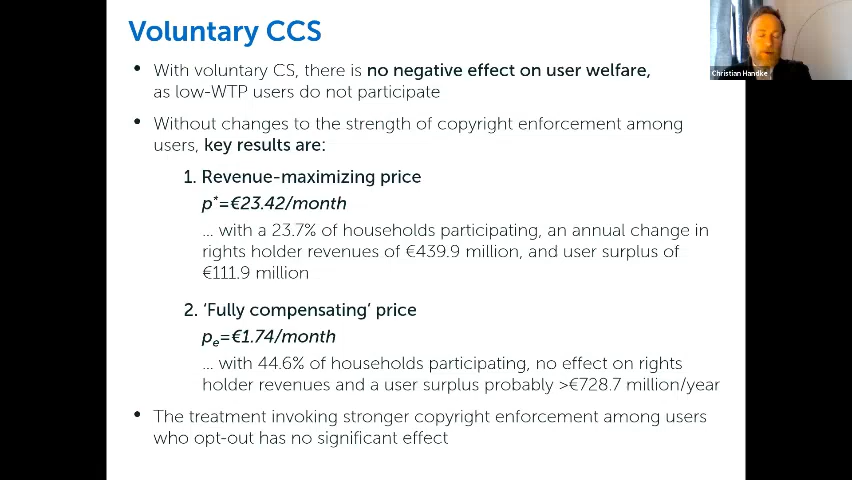 Voluntary CCS
• With voluntary CS, there is no negative effect on user welfare,
as low-WTP users do not participate
• Without changes to the strength of copyright enforcement among
users, key results are:
1. Revenue-maximizing price
p*=€23.42/month
... with a 23.7% of households participating, an annual change in
rights holder revenues of €439.9 million, and user surplus of
€111.9 million
2. ‘Fully compensating’ price
pe=€1.74/month
... with 44.6% of households participating, no effect on rights
holder revenues and a user surplus probably >€728.7 million/year
• The treatment invoking stronger copyright enforcement among users
who opt-out has no significant effect
Christian Handke